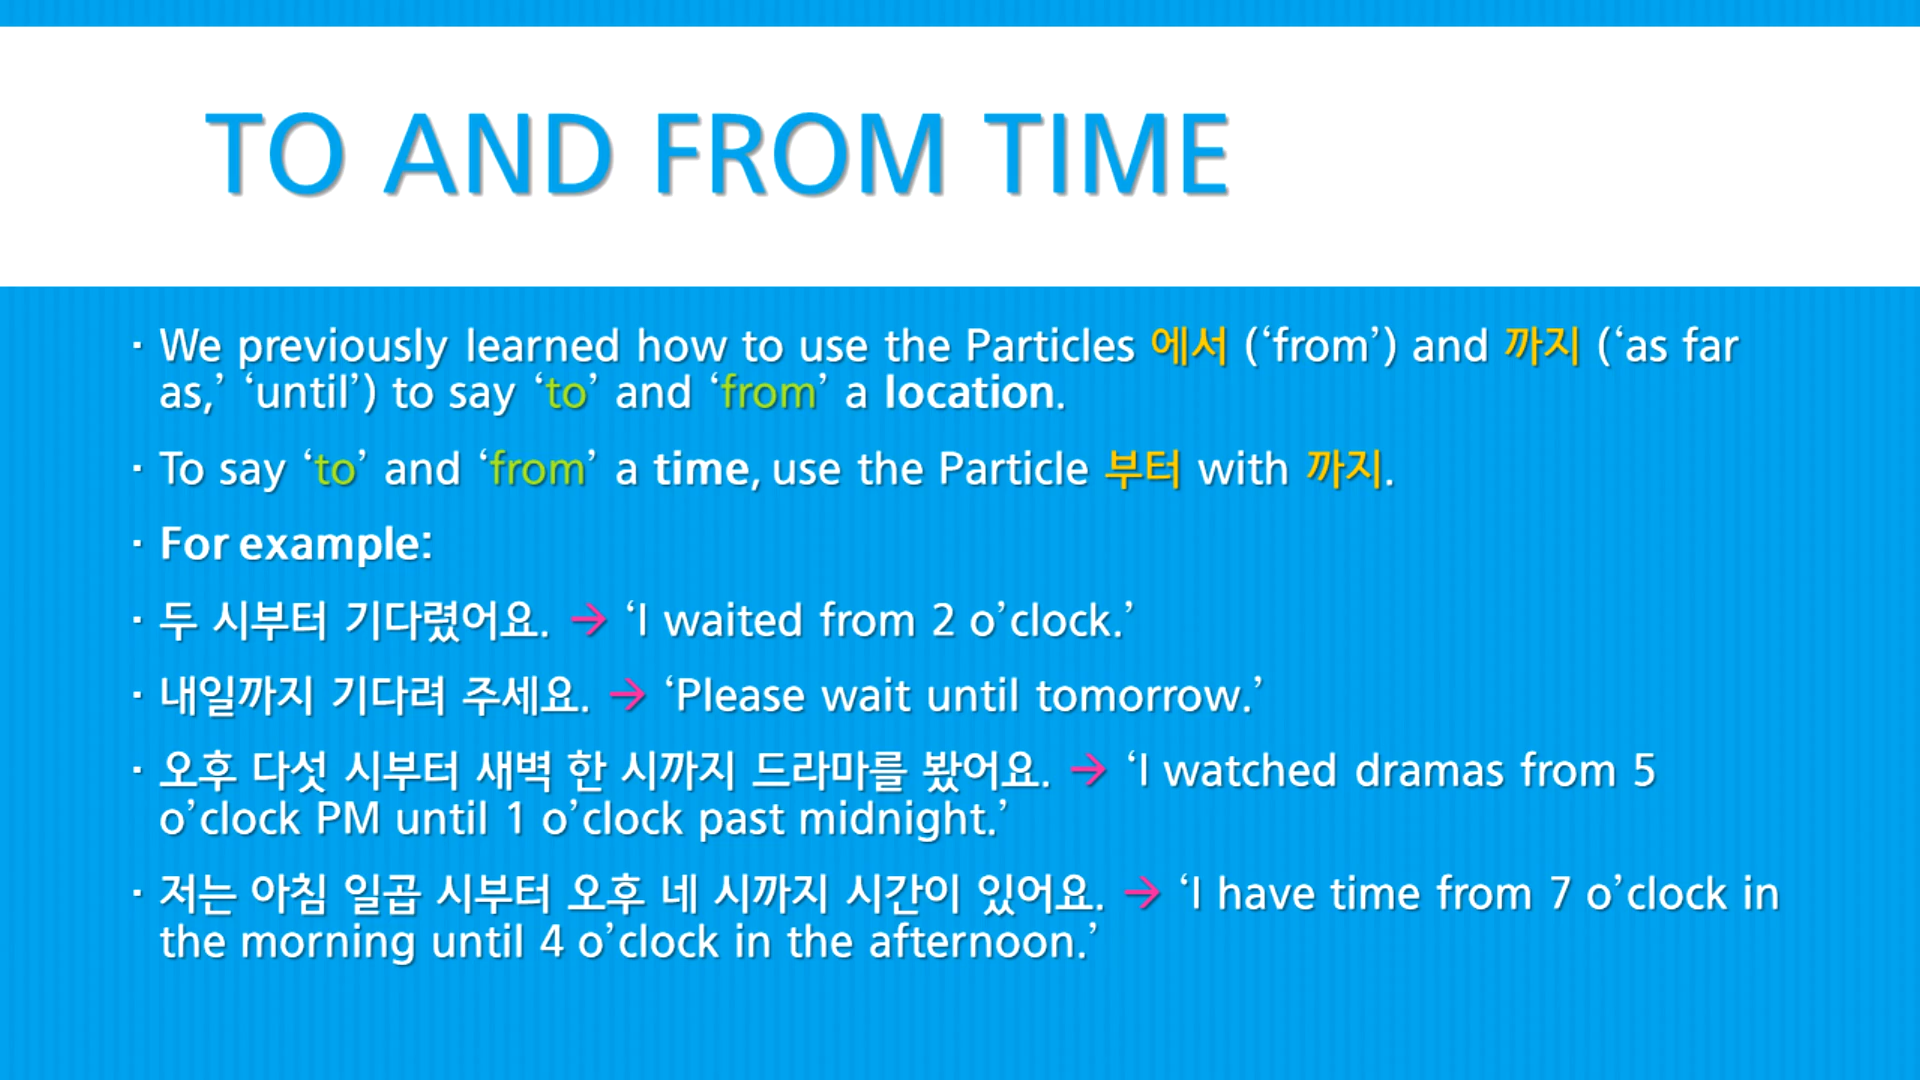 TO AND FROM TIME
· We previously learned how to use the Particles 에서 (‘from’) and 까지 (‘as far
as,’ ‘until’) to say ‘to’ and ‘from’ a location.
· To say ‘to’ and ‘from’ a time, use the Particle 부터 with 까지.
· For example:
· 두 시부터 기다렸어요. → ‘I waited from 2 o’clock.’
· 내일까지 기다려 주세요. → ‘Please wait until tomorrow.’
· 오후 다섯 시부터 새벽 한 시까지 드라마를 봤어요. → ‘I watched dramas from 5
o’clock PM until 1 o’clock past midnight.’
· 저는 아침 일곱 시부터 오후 네 시까지 시간이 있어요. → ‘I have time from 7 o’clock in
the morning until 4 o’clock in the afternoon.’